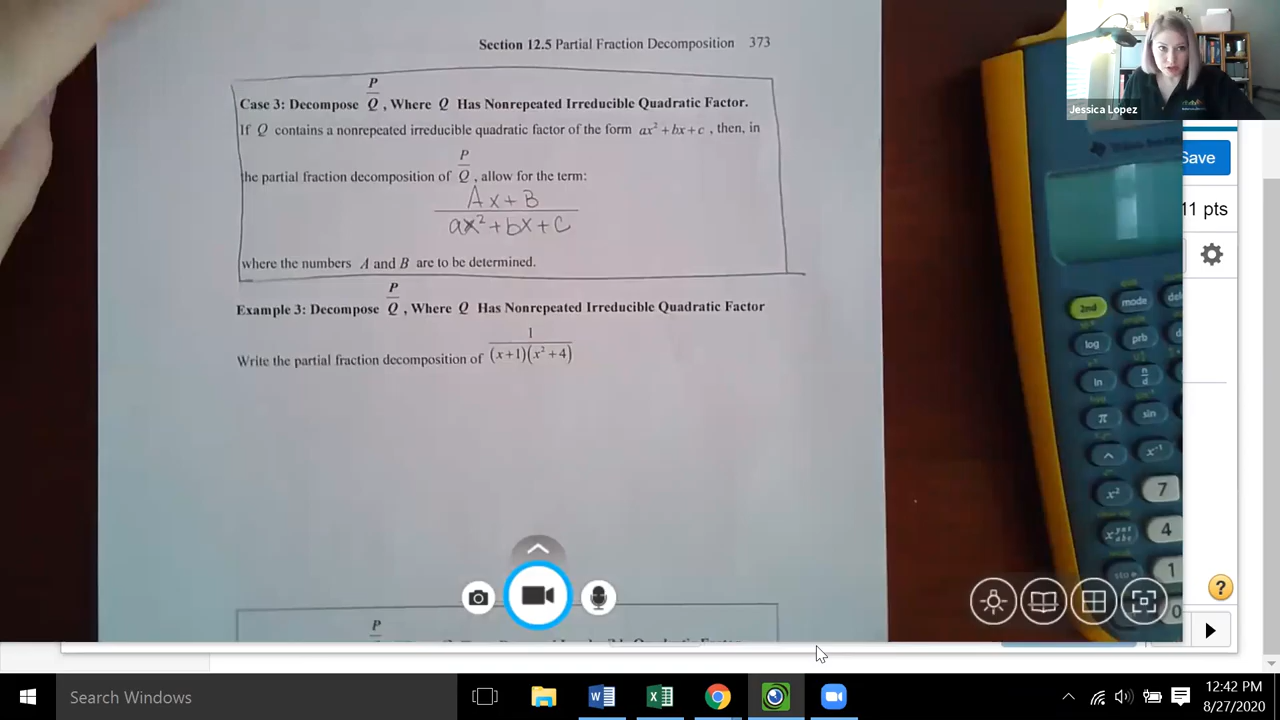 Section 12.5 Partial Fraction Decomposition 373
Case 3: Decompose P/Q, Where Q Has Nonrepeated Irreducible Quadratic Factor.
If Q contains a nonrepeated irreducible quadratic factor of the form ax² + bx + c, then, in
the partial fraction decomposition of P/Q, allow for the term:
Ax + B
ax² + bx + c
where the numbers A and B are to be determined.
Example 3: Decompose P/Q, Where Q Has Nonrepeated Irreducible Quadratic Factor
Write the partial fraction decomposition of 1/(x+1)(x²+4)
P
Jessica Lopez
Save
11 pts
2nd
mode
del
log
prb
ln
n/d
π
sin
^
x⁻¹
x²
7
4
1
0
?
Search Windows
12:42 PM
8/27/2020